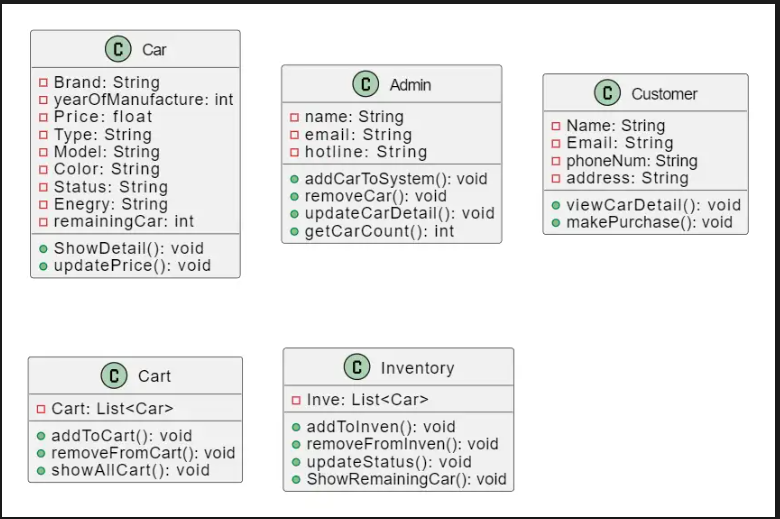 C Car
Brand: String
yearOfManufacture: int
Price: float
Type: String
Model: String
Color: String
Status: String
Enegry: String
remainingCar: int
ShowDetail(): void
updatePrice(): void
C Admin
name: String
email: String
hotline: String
addCarToSystem(): void
removeCar(): void
updateCarDetail(): void
getCarCount(): int
C Customer
Name: String
Email: String
phoneNum: String
address: String
viewCarDetail(): void
makePurchase(): void
C Cart
Cart: List<Car>
addToCart(): void
removeFromCart(): void
showAllCart(): void
C Inventory
Inve: List<Car>
addToInven(): void
removeFromInven(): void
updateStatus(): void
ShowRemainingCar(): void